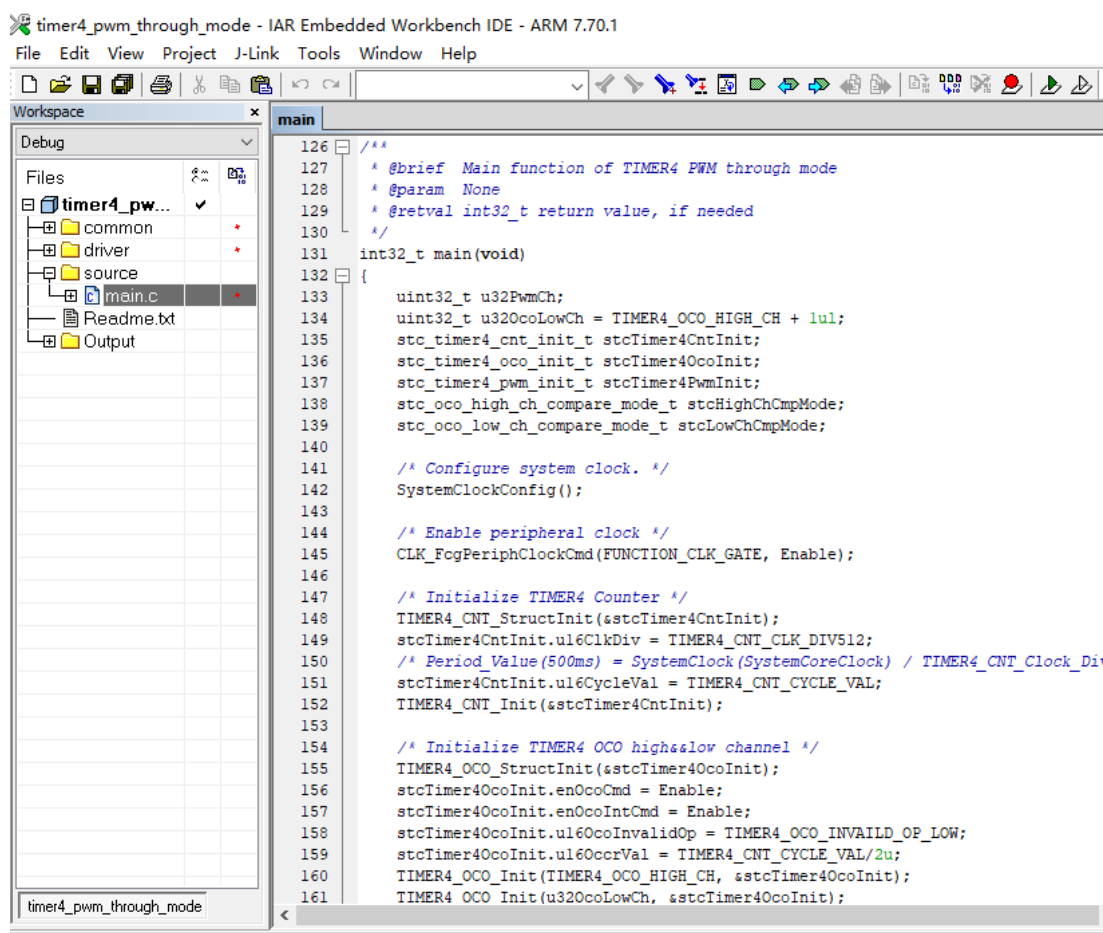 timer4_pwm_through_mode - IAR Embedded Workbench IDE - ARM 7.70.1
File Edit View Project J-Link Tools Window Help
Workspace
Debug
Files
timer4_pw...
common
driver
source
main.c
Readme.txt
Output
timer4_pwm_through_mode
main
126 /**
127 * @brief Main function of TIMER4 PWM through mode
128 * @param None
129 * @retval int32_t return value, if needed
130 */
131 int32_t main(void)
132 {
133 uint32_t u32PwmCh;
134 uint32_t u32OcoLowCh = TIMER4_OCO_HIGH_CH + 1ul;
135 stc_timer4_cnt_init_t stcTimer4CntInit;
136 stc_timer4_oco_init_t stcTimer4OcoInit;
137 stc_timer4_pwm_init_t stcTimer4PwmInit;
138 stc_oco_high_ch_compare_mode_t stcHighChCmpMode;
139 stc_oco_low_ch_compare_mode_t stcLowChCmpMode;
140
141 /* Configure system clock. */
142 SystemClockConfig();
143
144 /* Enable peripheral clock */
145 CLK_FcgPeriphClockCmd(FUNCTION_CLK_GATE, Enable);
146
147 /* Initialize TIMER4 Counter */
148 TIMER4_CNT_StructInit(&stcTimer4CntInit);
149 stcTimer4CntInit.u16ClkDiv = TIMER4_CNT_CLK_DIV512;
150 /* Period_Value(500ms) = SystemClock(SystemCoreClock) / TIMER4_CNT_Clock_Div
151 stcTimer4CntInit.u16CycleVal = TIMER4_CNT_CYCLE_VAL;
152 TIMER4_CNT_Init(&stcTimer4CntInit);
153
154 /* Initialize TIMER4 OCO high&&low channel */
155 TIMER4_OCO_StructInit(&stcTimer4OcoInit);
156 stcTimer4OcoInit.enOcoCmd = Enable;
157 stcTimer4OcoInit.enOcoIntCmd = Enable;
158 stcTimer4OcoInit.u16OcoInvalidOp = TIMER4_OCO_INVAILD_OP_LOW;
159 stcTimer4OcoInit.u16OccrVal = TIMER4_CNT_CYCLE_VAL/2u;
160 TIMER4_OCO_Init(TIMER4_OCO_HIGH_CH, &stcTimer4OcoInit);
161 TIMER4_OCO_Init(u32OcoLowCh, &stcTimer4OcoInit);